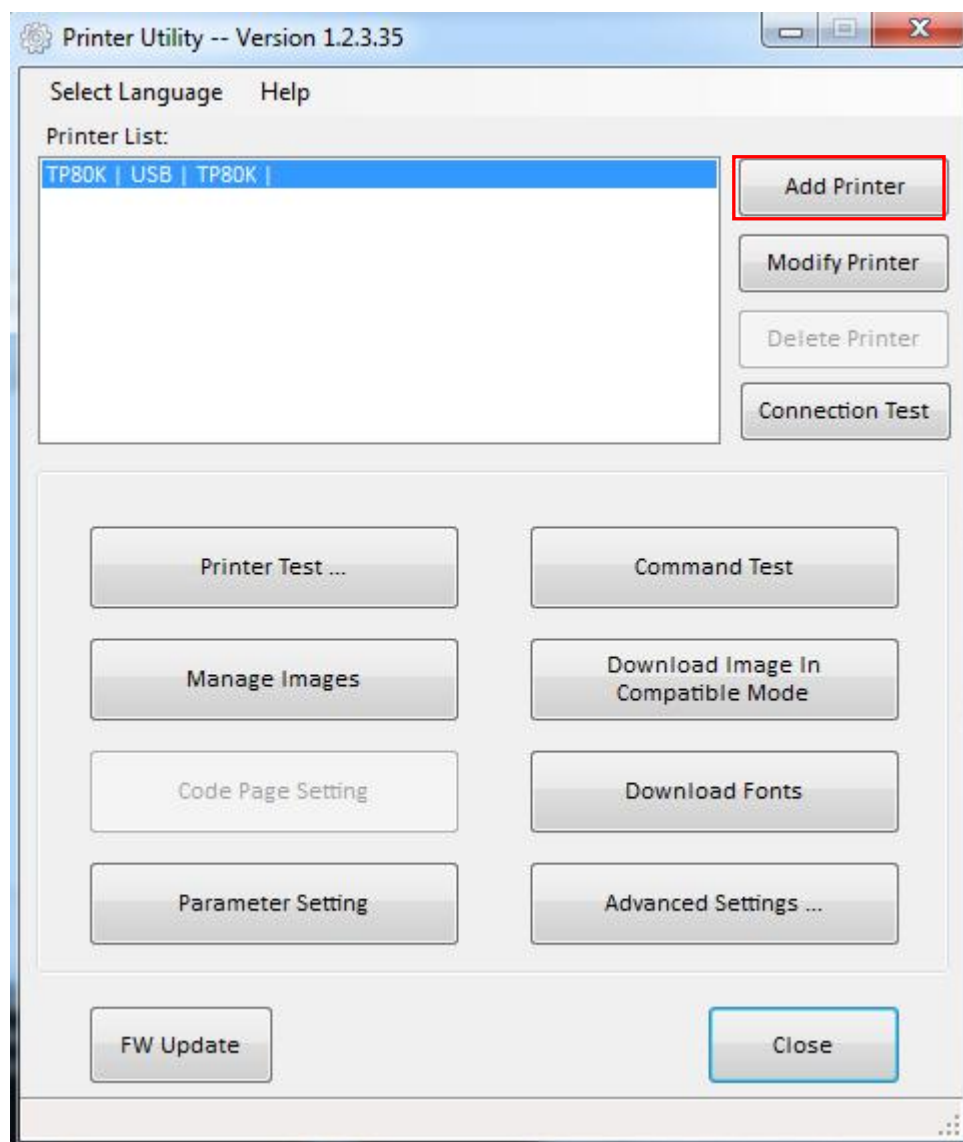 Printer Utility -- Version 1.2.3.35
Select Language Help
Printer List:
TP80K | USB | TP80K |
Add Printer
Modify Printer
Delete Printer
Connection Test
Printer Test ...
Command Test
Manage Images
Download Image In
Compatible Mode
Code Page Setting
Download Fonts
Parameter Setting
Advanced Settings ...
FW Update
Close